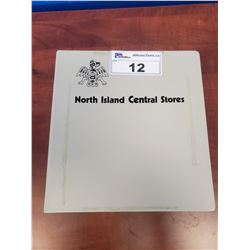 12
North Island Central Stores